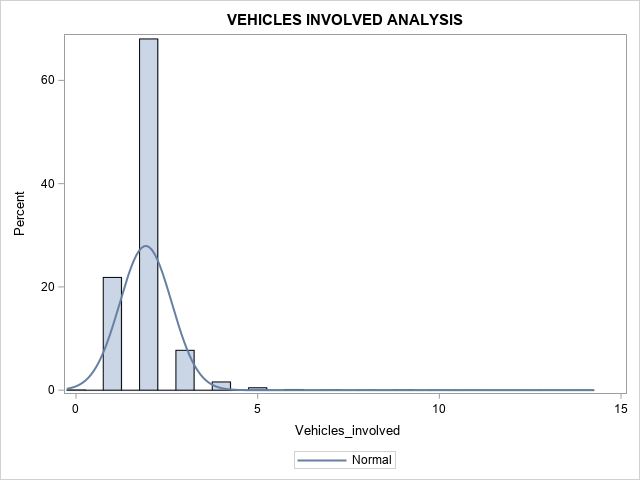 VEHICLES INVOLVED ANALYSIS
60
40
20
0
Percent
0 5 10 15
Vehicles_involved
Normal